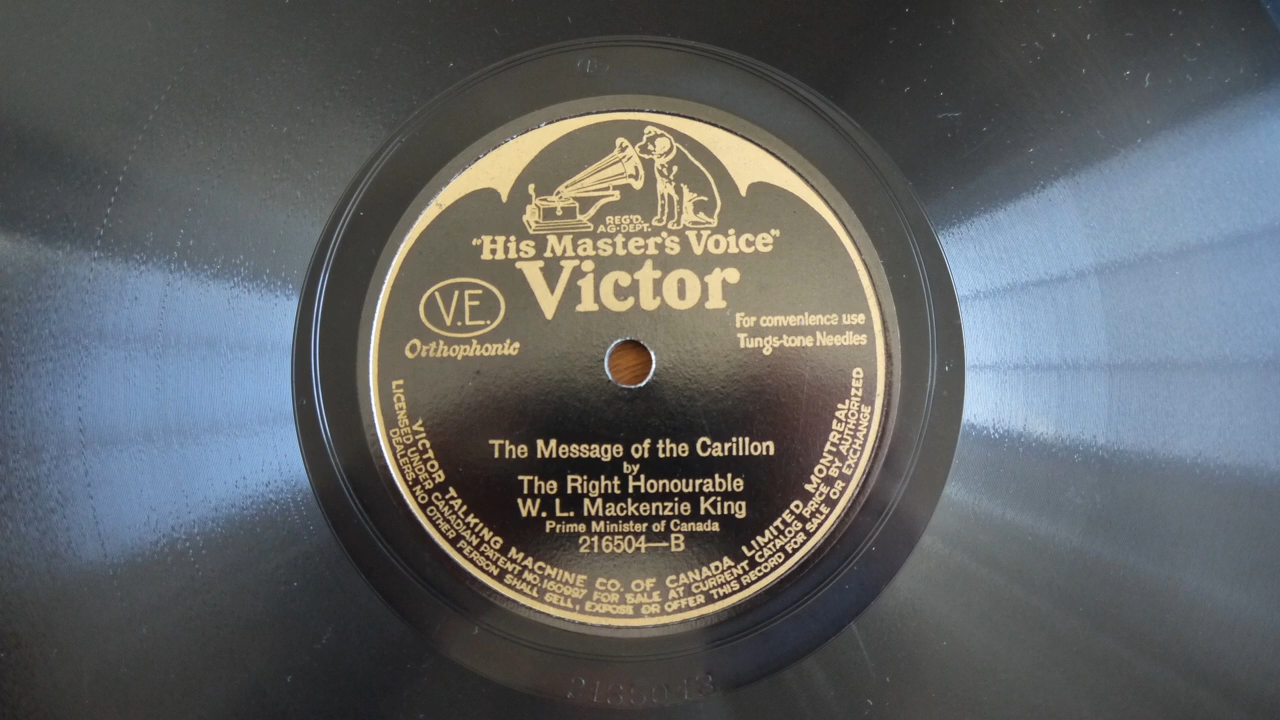 REG'D.
AG-DEPT.
"His Master's Voice"
Victor
V.E.
Orthophonic
For convenience use
Tungs-tone Needles
The Message of the Carillon
by
The Right Honourable
W. L. Mackenzie King
Prime Minister of Canada
216504—B
VICTOR TALKING MACHINE CO. OF CANADA LIMITED MONTREAL
LICENSED UNDER CANADIAN PATENT NO. 160997 FOR SALE AT CURRENT CATALOG PRICE BY AUTHORIZED
DEALERS. NO OTHER PERSON SHALL SELL, EXPOSE OR OFFER THIS RECORD FOR SALE OR EXCHANGE